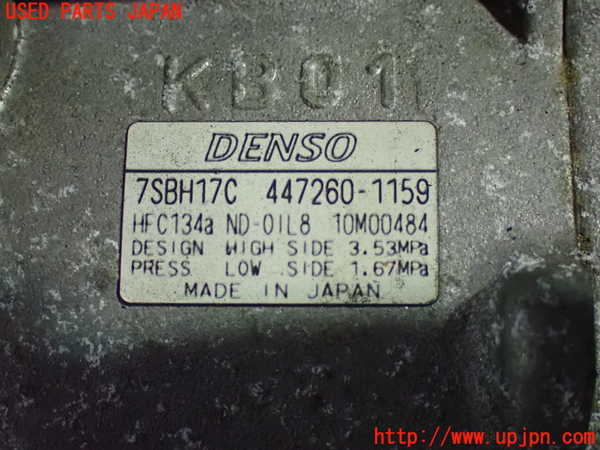 USED PARTS JAPAN
KB01
DENSO
7SBH17C 447260-1159
HFC134a ND-OIL8 10M00484
DESIGN HIGH SIDE 3.53MPa
PRESS LOW SIDE 1.67MPa
MADE IN JAPAN
Copyright(C)
www.upjpn.com